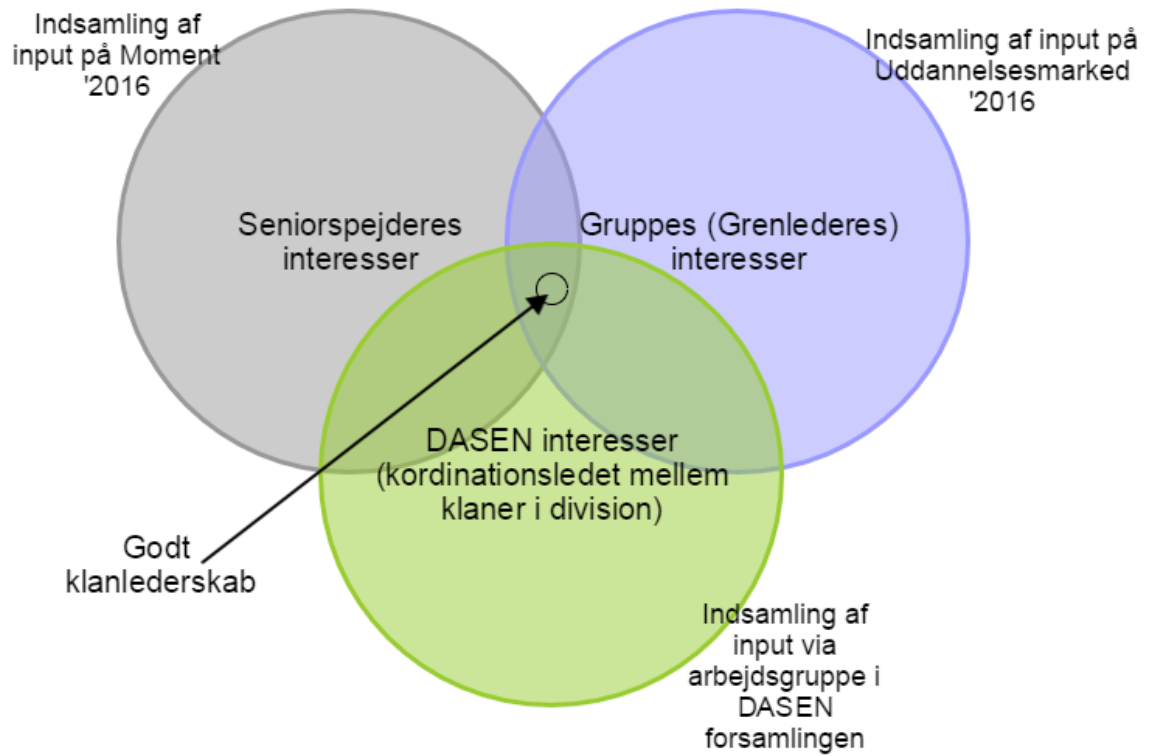 Indsamling af
input på Moment
'2016
Indsamling af input på
Uddannelsesmarked
'2016
Seniorspejderes
interesser
Gruppes (Grenlederes)
interesser
DASEN interesser
(kordinationsledet mellem
klaner i division)
Godt
klanlederskab
Indsamling af
input via
arbejdsgruppe i
DASEN
forsamlingen